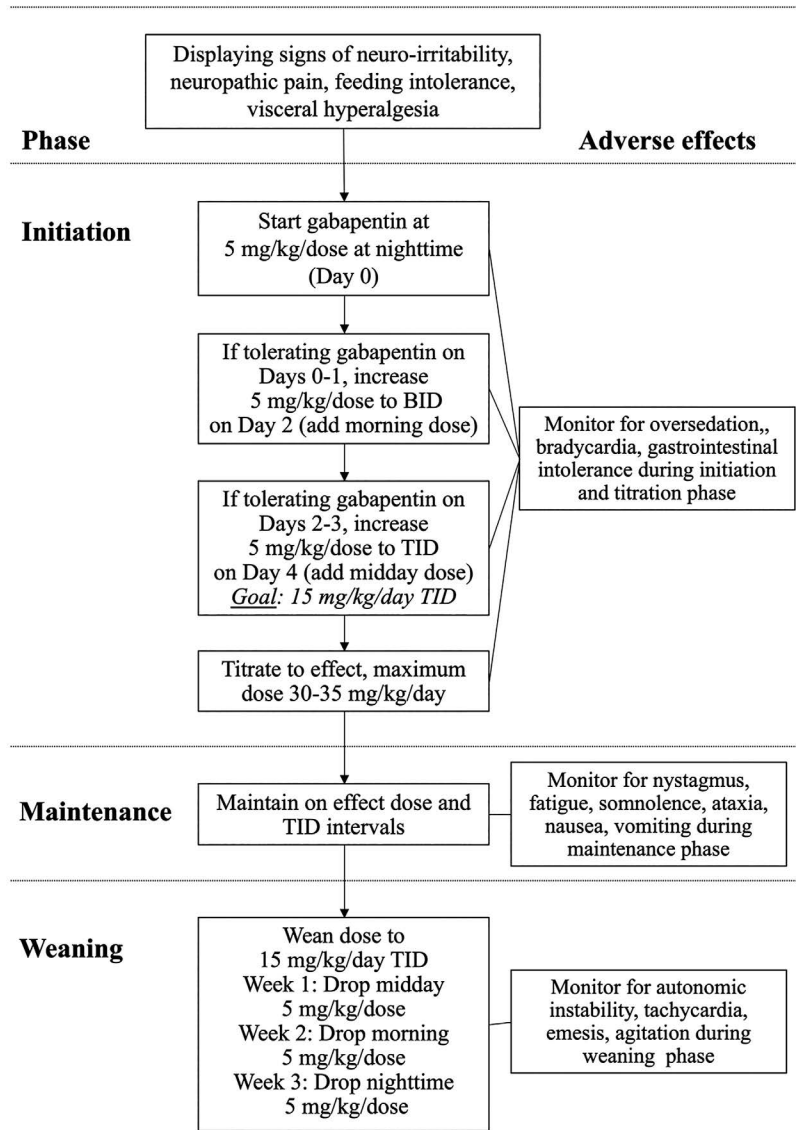 Displaying signs of neuro-irritability,
neuropathic pain, feeding intolerance,
visceral hyperalgesia
Phase
Adverse effects
Initiation
Start gabapentin at
5 mg/kg/dose at nighttime
(Day 0)
If tolerating gabapentin on
Days 0-1, increase
5 mg/kg/dose to BID
on Day 2 (add morning dose)
If tolerating gabapentin on
Days 2-3, increase
5 mg/kg/dose to TID
on Day 4 (add midday dose)
Goal: 15 mg/kg/day TID
Titrate to effect, maximum
dose 30-35 mg/kg/day
Monitor for oversedation,,
bradycardia, gastrointestinal
intolerance during initiation
and titration phase
Maintenance
Maintain on effect dose and
TID intervals
Monitor for nystagmus,
fatigue, somnolence, ataxia,
nausea, vomiting during
maintenance phase
Weaning
Wean dose to
15 mg/kg/day TID
Week 1: Drop midday
5 mg/kg/dose
Week 2: Drop morning
5 mg/kg/dose
Week 3: Drop nighttime
5 mg/kg/dose
Monitor for autonomic
instability, tachycardia,
emesis, agitation during
weaning phase